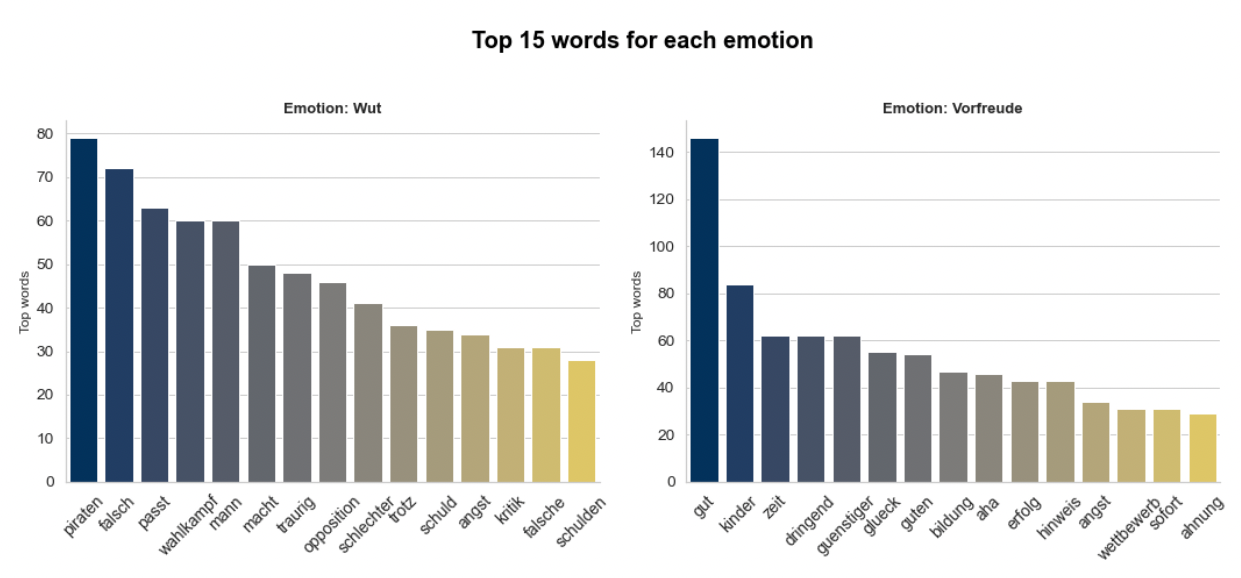 Top 15 words for each emotion
Emotion: Wut
Top words
80
70
60
50
40
30
20
10
0
piraten
falsch
passt
wahlkampf
mann
macht
traurig
opposition
schlechter
trotz
schuld
angst
kritik
falsche
schulden
Emotion: Vorfreude
Top words
140
120
100
80
60
40
20
0
gut
kinder
zeit
dringend
guenstiger
glueck
guten
bildung
aha
erfolg
hinweis
angst
wettbewerb
sofort
ahnung